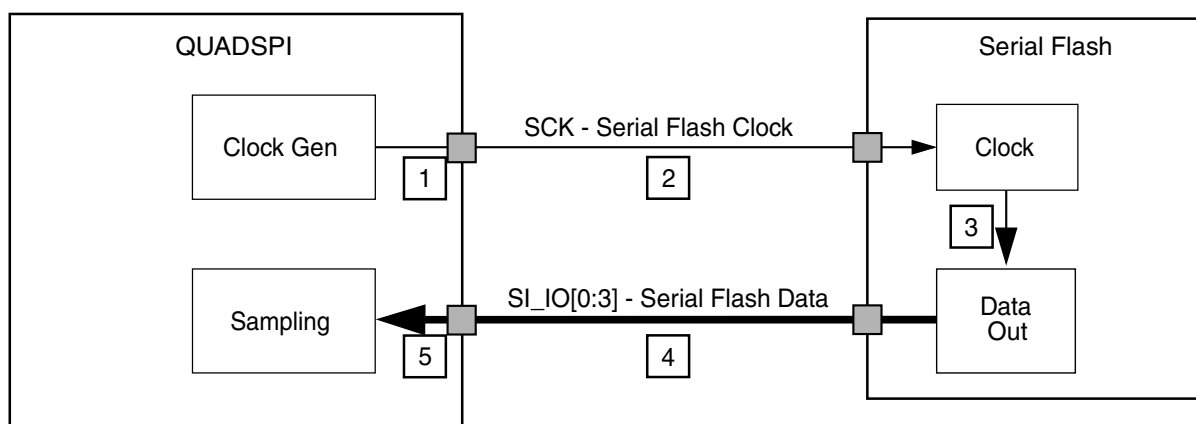 QUADSPI
Serial Flash
Clock Gen
SCK - Serial Flash Clock
Clock
1
2
3
Sampling
SI_IO[0:3] - Serial Flash Data
Data
Out
5
4